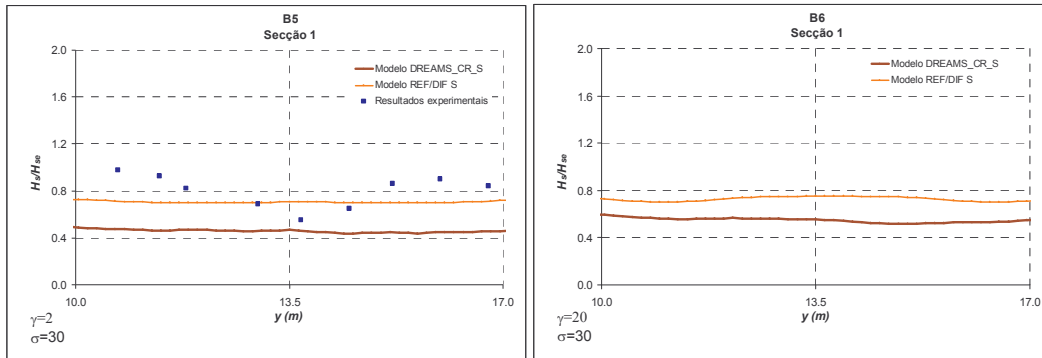 B5
Secção 1
2.0
1.6
1.2
0.8
0.4
0.0
Hs/Hse
Modelo DREAMS_CR_S
Modelo REF/DIF S
Resultados experimentais
10.0 13.5 17.0
y (m)
γ=2
σ=30
B6
Secção 1
2.0
1.6
1.2
0.8
0.4
0.0
Hs/Hse
Modelo DREAMS_CR_S
Modelo REF/DIF S
10.0 13.5 17.0
y (m)
γ=20
σ=30